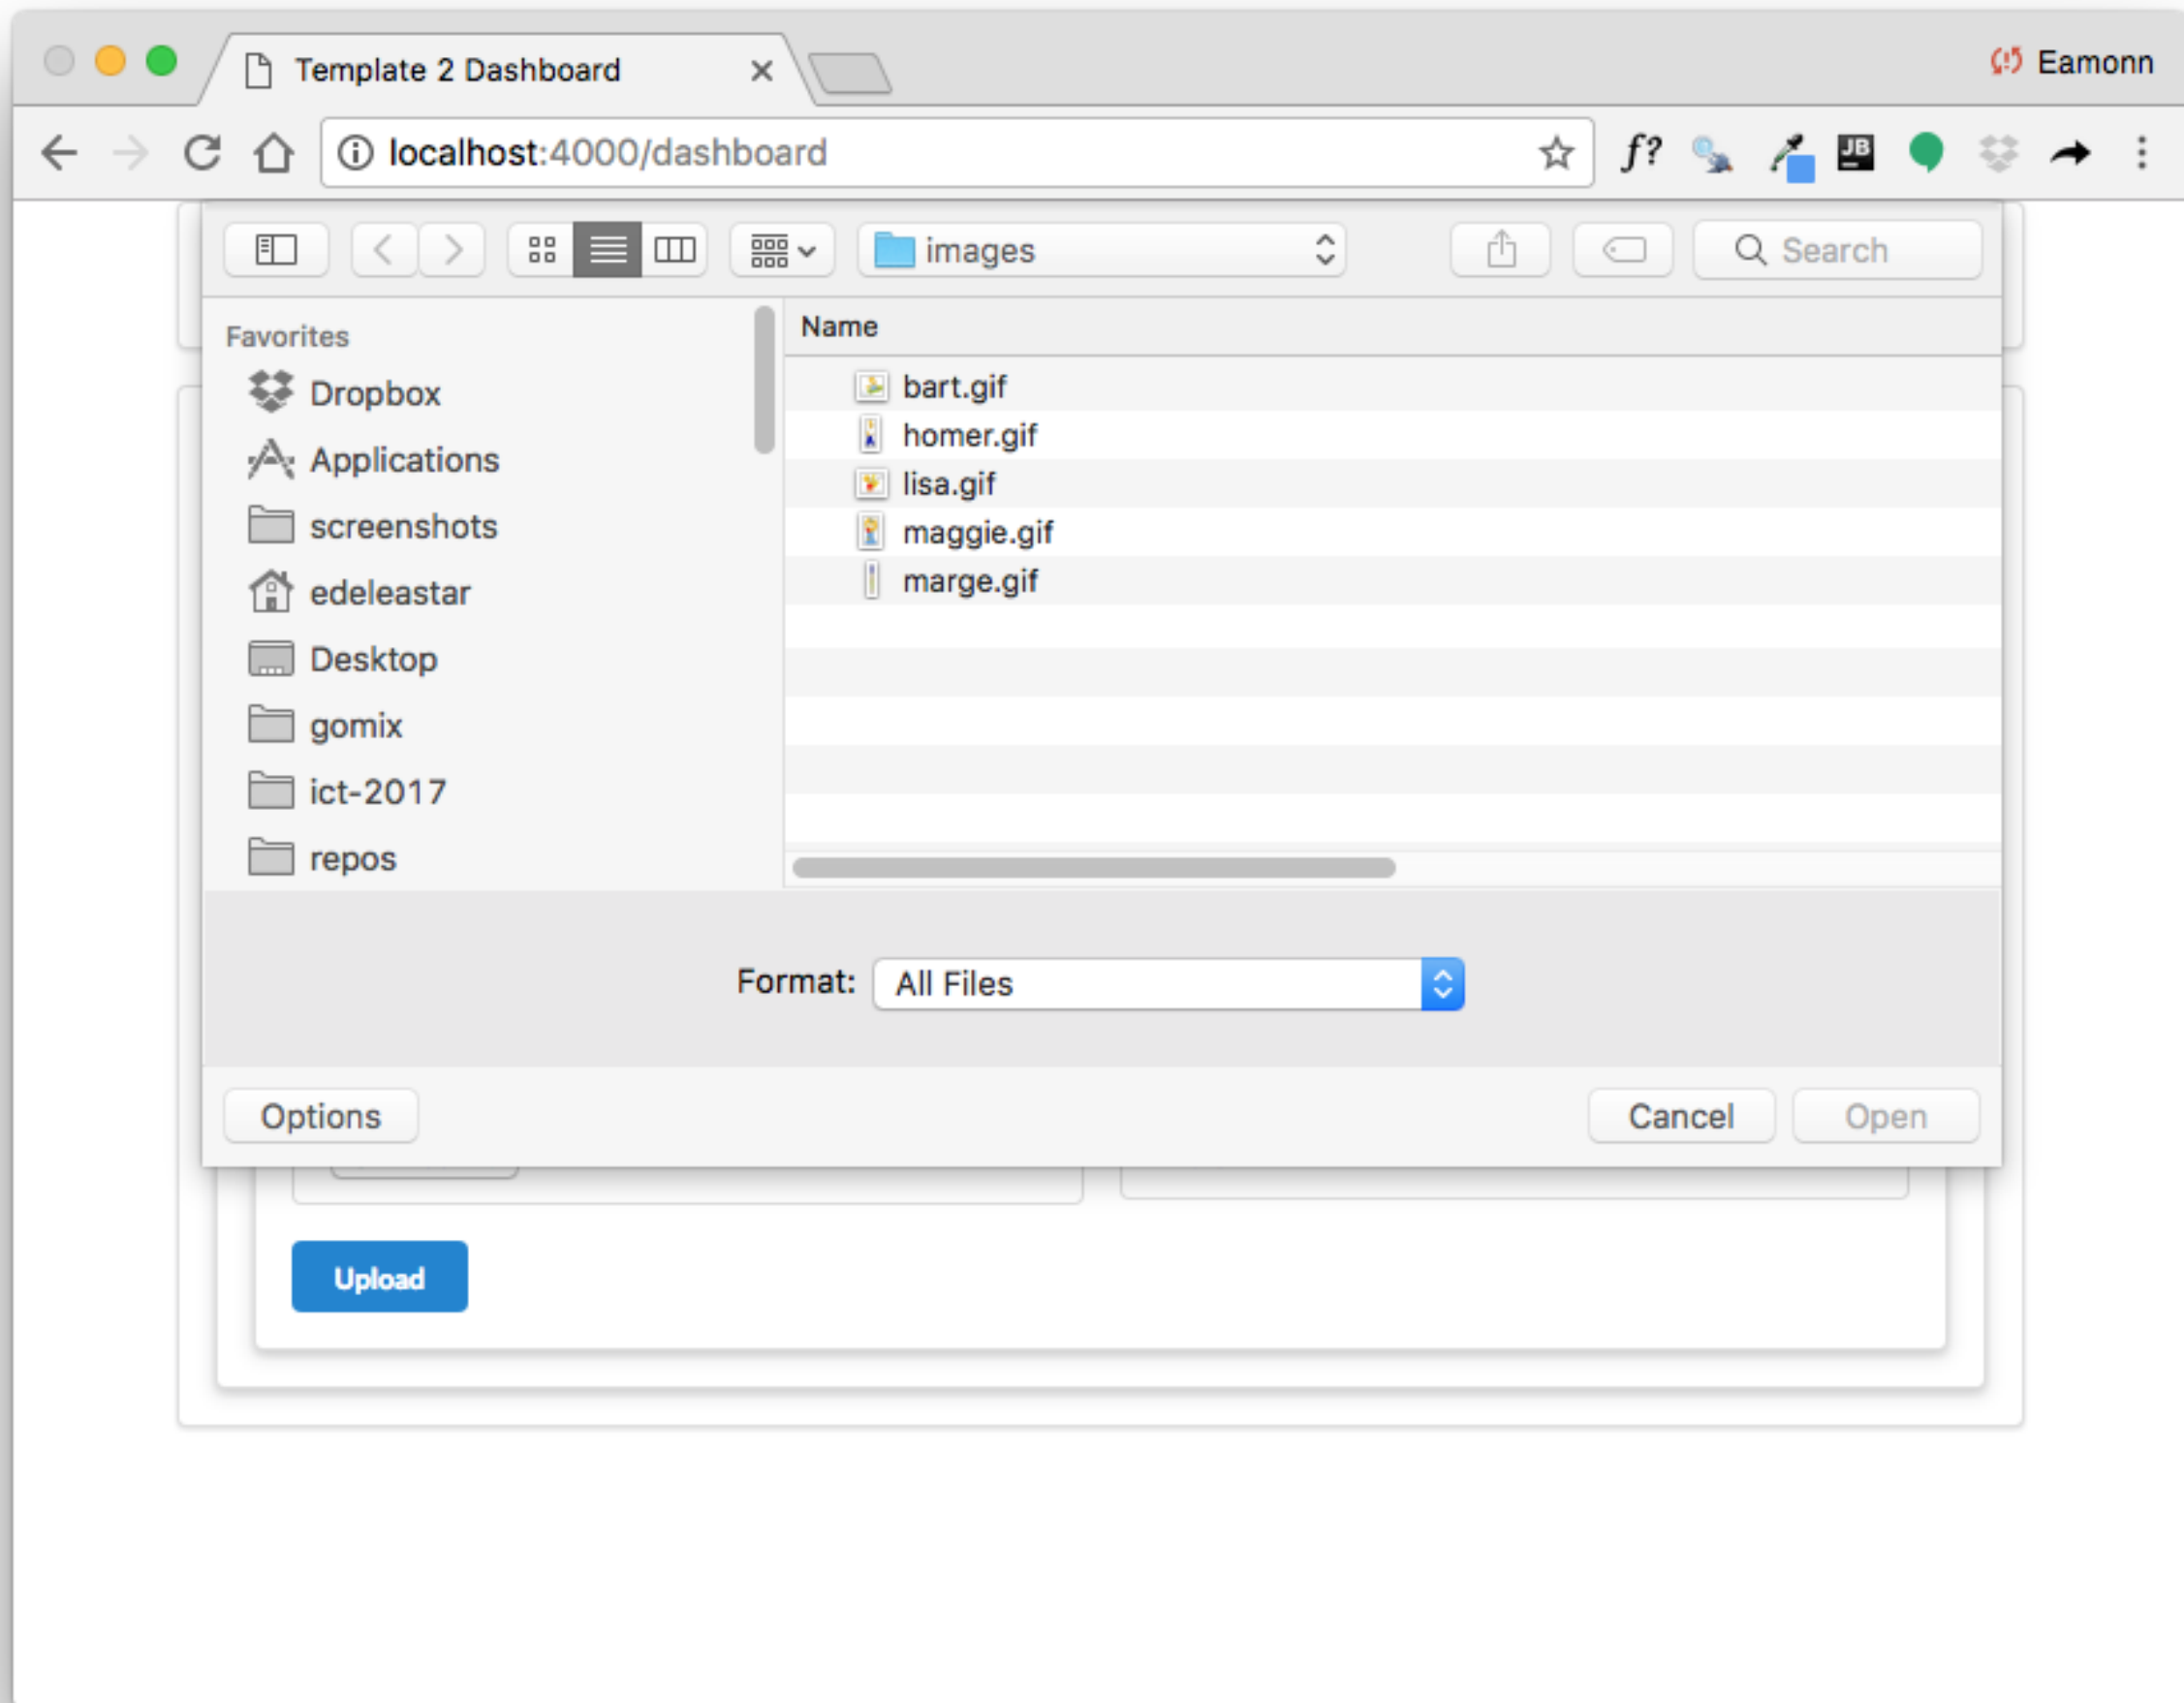 Template 2 Dashboard
Eamonn
localhost:4000/dashboard
f?
JB
images
Search
Favorites
Dropbox
Applications
screenshots
edeleastar
Desktop
gomix
ict-2017
repos
Name
bart.gif
homer.gif
lisa.gif
maggie.gif
marge.gif
Format: All Files
Options
Cancel
Open
Upload